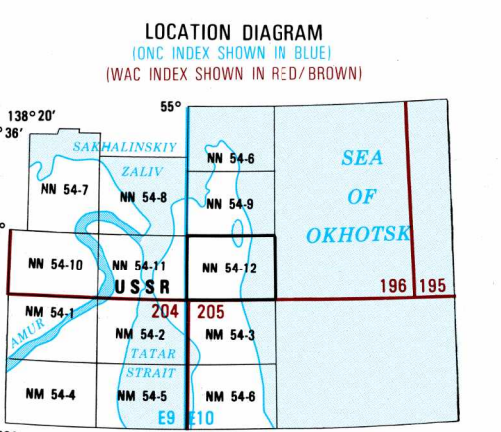 LOCATION DIAGRAM
(ONC INDEX SHOWN IN BLUE)
(WAC INDEX SHOWN IN RED/BROWN)
55°
138°20'
36'
SAKHALINSKIY
ZALIV
NN 54-6
SEA
OF
OKHOTSK
NN 54-7
NN 54-8
NN 54-9
NN 54-10
NN 54-11
NN 54-12
USSR
196 195
204 205
NM 54-1
AMUR
NM 54-2
NM 54-3
TATAR
STRAIT
NM 54-4
NM 54-5
NM 54-6
E9 E10